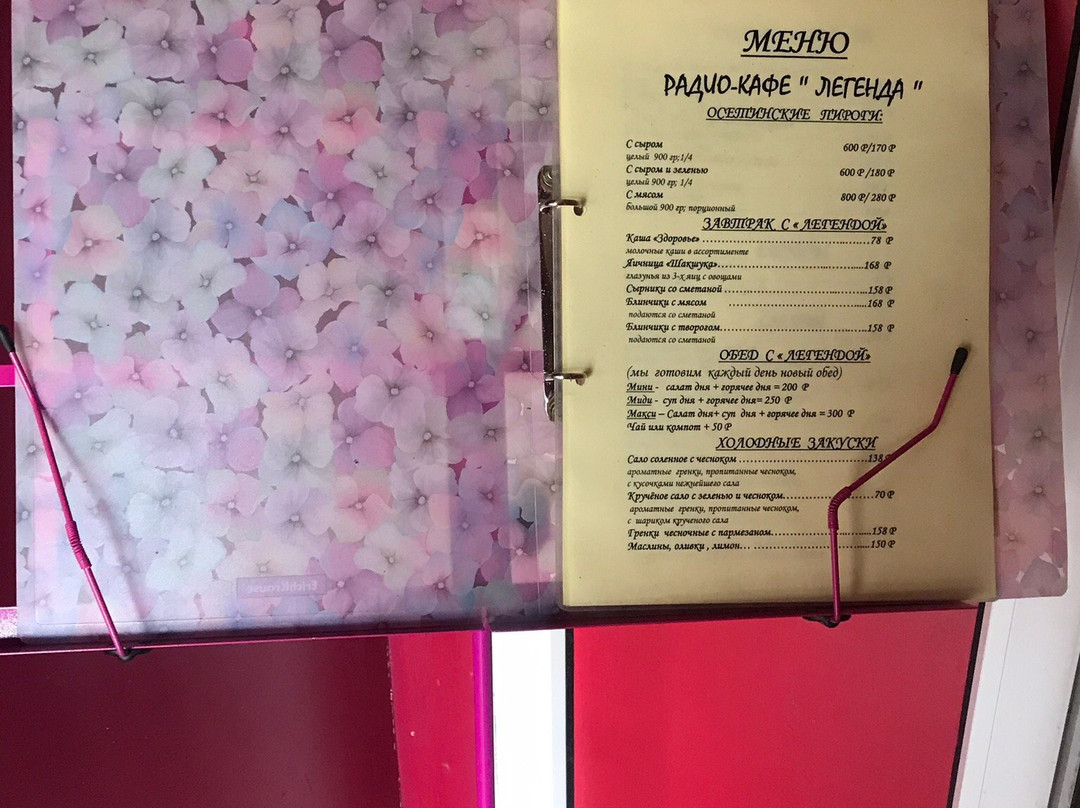 МЕНЮ
РАДИО-КАФЕ " ЛЕГЕНДА "
ОСЕТИНСКИЕ ПИРОГИ:
С сыром 600 Р/170 Р
целый 900 гр;1/4
С сыром и зеленью 600 Р/180 Р
целый 900 гр; 1/4
С мясом 800 Р/ 280 Р
большой 900 гр; порционный
ЗАВТРАК С « ЛЕГЕНДОЙ»
Каша «Здоровье» ........................................78 Р
молочные каши в ассортименте
Яичница «Шакшука».....................................168 Р
глазунья из 3-х яиц с овощами
Сырники со сметаной ...................................158 Р
Блинчики с мясом ...................................168 Р
подаются со сметаной
Блинчики с творогом....................................158 Р
подаются со сметаной
ОБЕД С « ЛЕГЕНДОЙ»
(мы готовим каждый день новый обед)
Мини - салат дня + горячее дня = 200 Р
Миди - суп дня + горячее дня= 250 Р
Макси – Салат дня+ суп дня + горячее дня = 300 Р
Чай или компот + 50 Р
ХОЛОДНЫЕ ЗАКУСКИ
Сало соленное с чесноком ................................138 Р
ароматные гренки, пропитанные чесноком,
с кусочками нежнейшего сала
Кручёное сало с зеленью и чесноком.......................70 Р
ароматные гренки, пропитанные чесноком,
с шариком крученого сала
Гренки чесночные с пармезаном...........................158 Р
Маслины, оливки , лимон... ..............................150 Р
ErichKrause